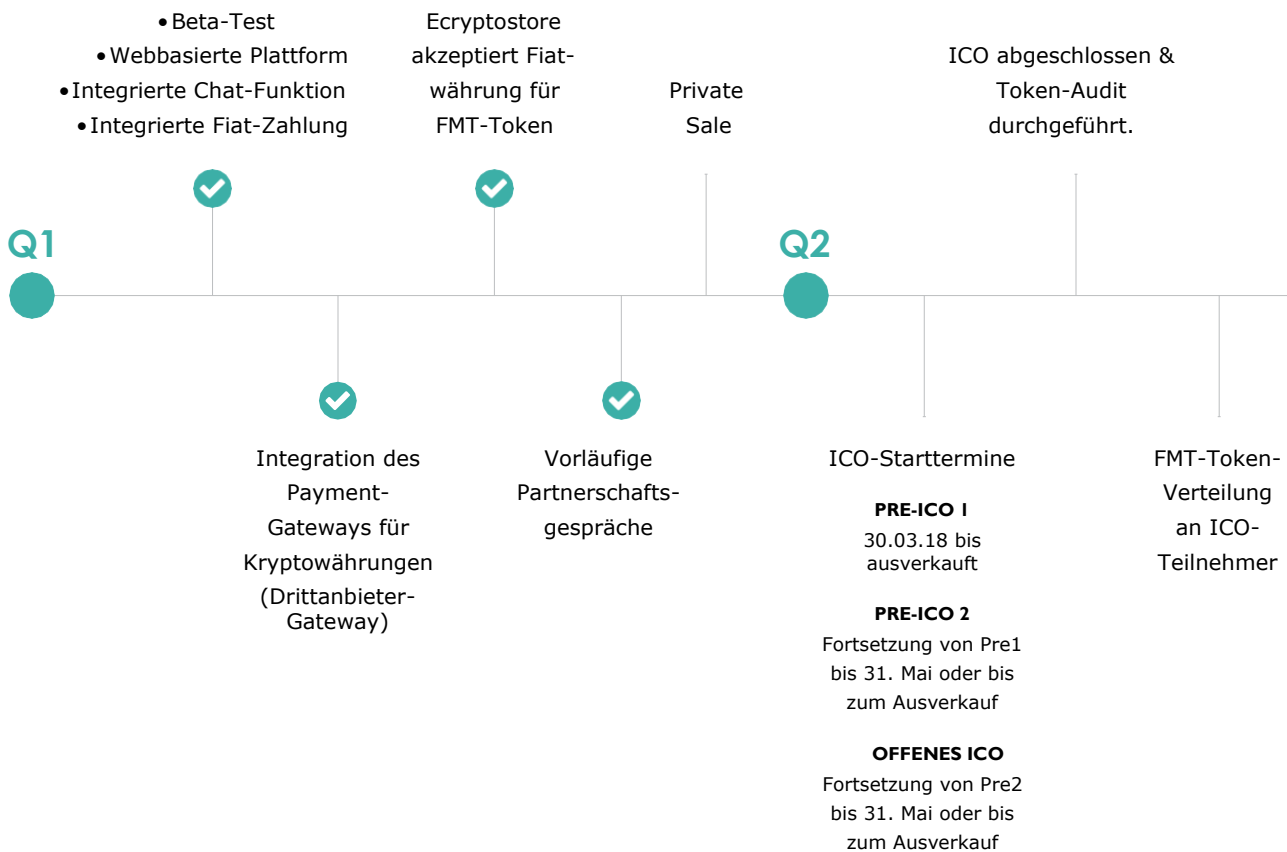 •Beta-Test
•Webbasierte Plattform
•Integrierte Chat-Funktion
•Integrierte Fiat-Zahlung
Ecryptostore
akzeptiert Fiat-
währung für
FMT-Token
Private
Sale
ICO abgeschlossen &
Token-Audit
durchgeführt.
Q1
Q2
Integration des
Payment-
Gateways für
Kryptowährungen
(Drittanbieter-
Gateway)
Vorläufige
Partnerschafts-
gespräche
ICO-Starttermine
PRE-ICO 1
30.03.18 bis
ausverkauft
PRE-ICO 2
Fortsetzung von Pre1
bis 31. Mai oder bis
zum Ausverkauf
OFFENES ICO
Fortsetzung von Pre2
bis 31. Mai oder bis
zum Ausverkauf
FMT-Token-
Verteilung
an ICO-
Teilnehmer